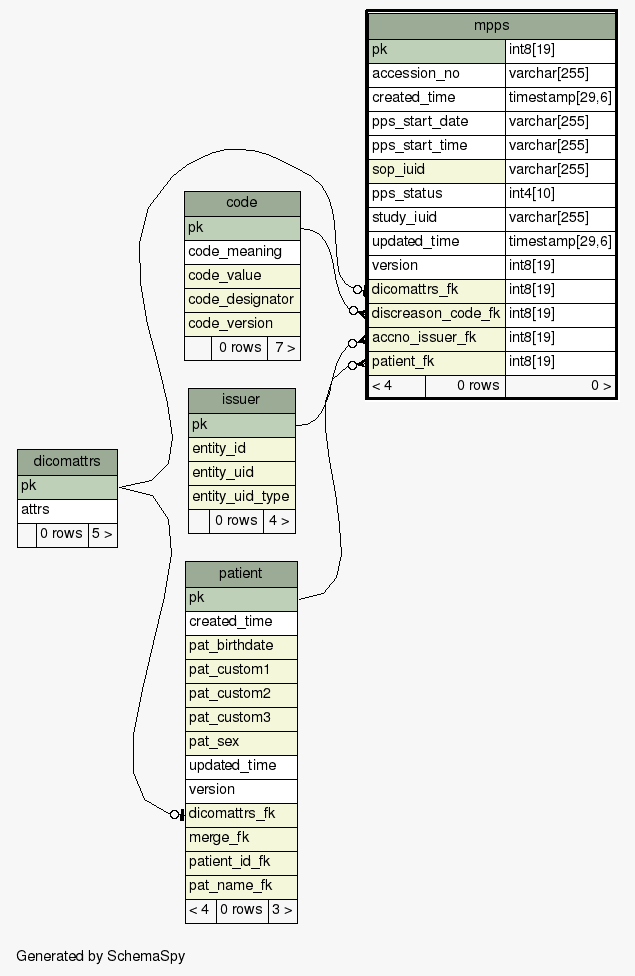 mpps
pk int8[19]
accession_no varchar[255]
created_time timestamp[29,6]
pps_start_date varchar[255]
pps_start_time varchar[255]
sop_iuid varchar[255]
pps_status int4[10]
study_iuid varchar[255]
updated_time timestamp[29,6]
version int8[19]
dicomattrs_fk int8[19]
discreason_code_fk int8[19]
accno_issuer_fk int8[19]
patient_fk int8[19]
< 4 0 rows 0 >
code
pk
code_meaning
code_value
code_designator
code_version
0 rows 7 >
issuer
pk
entity_id
entity_uid
entity_uid_type
0 rows 4 >
dicomattrs
pk
attrs
0 rows 5 >
patient
pk
created_time
pat_birthdate
pat_custom1
pat_custom2
pat_custom3
pat_sex
updated_time
version
dicomattrs_fk
merge_fk
patient_id_fk
pat_name_fk
< 4 0 rows 3 >
Generated by SchemaSpy